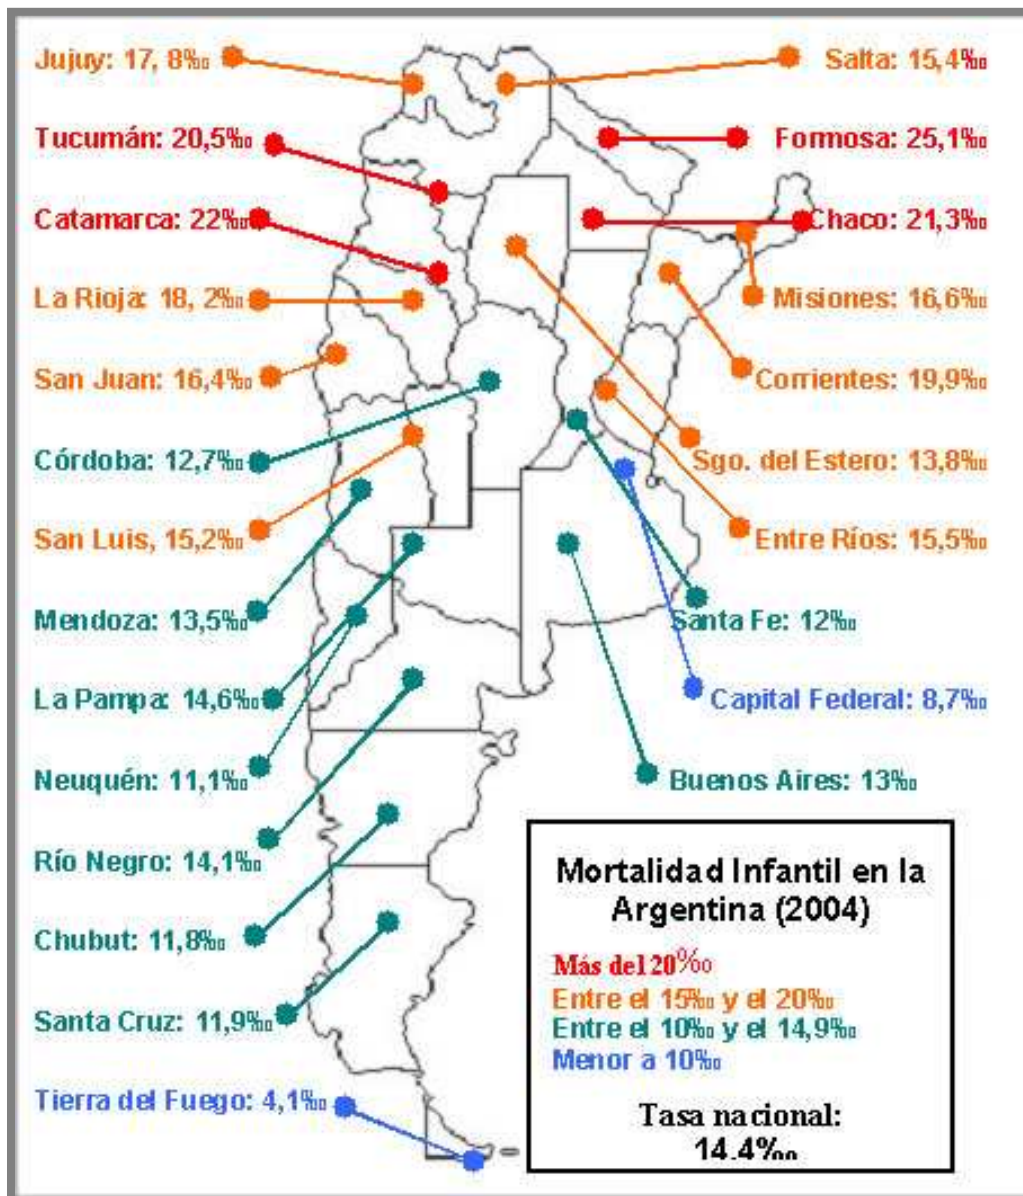 Jujuy: 17, 8‰
Salta: 15,4‰
Tucumán: 20,5‰
Formosa: 25,1‰
Catamarca: 22‰
Chaco: 21,3‰
La Rioja: 18, 2‰
Misiones: 16,6‰
San Juan: 16,4‰
Corrientes: 19,9‰
Córdoba: 12,7‰
Sgo. del Estero: 13,8‰
San Luis, 15,2‰
Entre Ríos: 15,5‰
Mendoza: 13,5‰
Santa Fe: 12‰
La Pampa: 14,6‰
Capital Federal: 8,7‰
Neuquén: 11,1‰
Buenos Aires: 13‰
Río Negro: 14,1‰
Chubut: 11,8‰
Santa Cruz: 11,9‰
Tierra del Fuego: 4,1‰
Mortalidad Infantil en la
Argentina (2004)
Más del 20‰
Entre el 15‰ y el 20‰
Entre el 10‰ y el 14,9‰
Menor a 10‰
Tasa nacional:
14.4‰